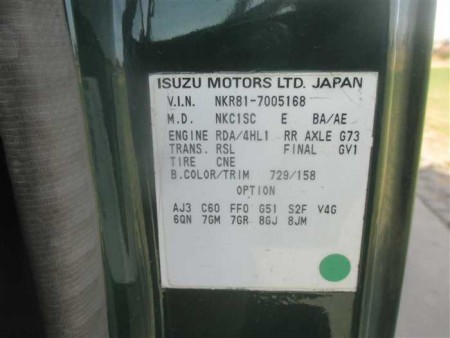 ISUZU MOTORS LTD. JAPAN
V.I.N. NKR81-7005168
M.D. NKC1SC E BA/AE
ENGINE RDA/4HL1 RR AXLE G73
TRANS. RSL FINAL GV1
TIRE CNE
B.COLOR/TRIM 729/158
OPTION
AJ3 C60 FF0 G51 S2F V4G
6QN 7GM 7GR 8GJ 8JM